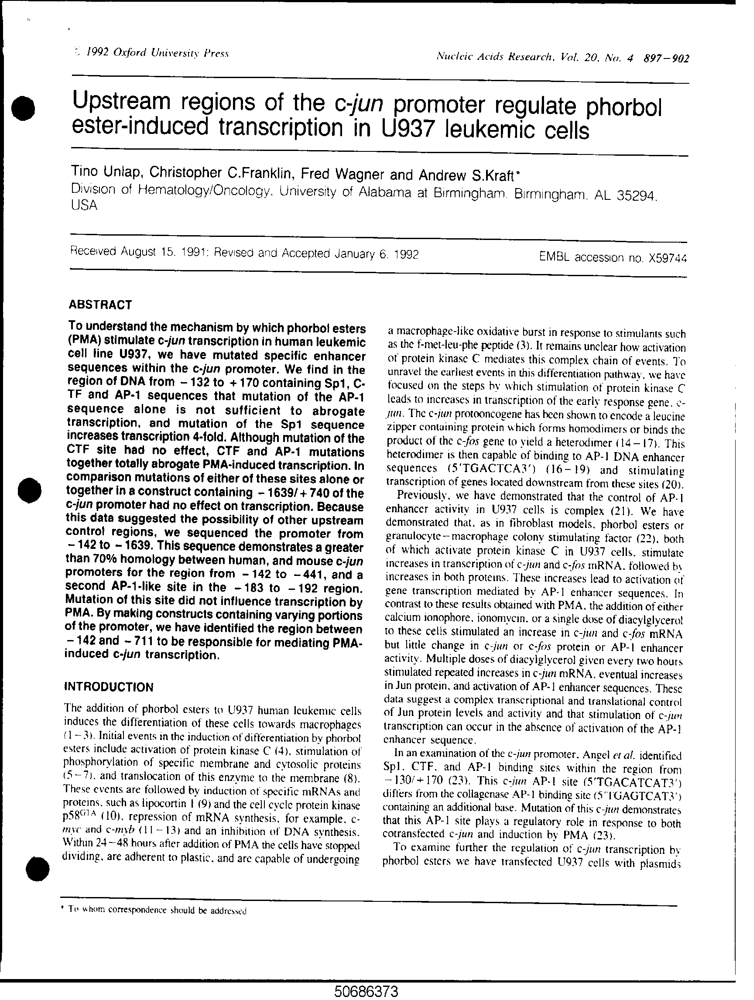 © 1992 Oxford University Press
Nucleic Acids Research, Vol. 20, No. 4 897–902
Upstream regions of the c-jun promoter regulate phorbol
ester-induced transcription in U937 leukemic cells
Tino Unlap, Christopher C.Franklin, Fred Wagner and Andrew S.Kraft*
Division of Hematology/Oncology, University of Alabama at Birmingham, Birmingham, AL 35294,
USA
Received August 15, 1991; Revised and Accepted January 6, 1992
EMBL accession no. X59744
ABSTRACT
To understand the mechanism by which phorbol esters
(PMA) stimulate c-jun transcription in human leukemic
cell line U937, we have mutated specific enhancer
sequences within the c-jun promoter. We find in the
region of DNA from −132 to +170 containing Sp1, C-
TF and AP-1 sequences that mutation of the AP-1
sequence alone is not sufficient to abrogate
transcription, and mutation of the Sp1 sequence
increases transcription 4-fold. Although mutation of the
CTF site had no effect, CTF and AP-1 mutations
together totally abrogate PMA-induced transcription. In
comparison mutations of either of these sites alone or
together in a construct containing −1639/+740 of the
c-jun promoter had no effect on transcription. Because
this data suggested the possibility of other upstream
control regions, we sequenced the promoter from
−142 to −1639. This sequence demonstrates a greater
than 70% homology between human, and mouse c-jun
promoters for the region from −142 to −441, and a
second AP-1-like site in the −183 to −192 region.
Mutation of this site did not influence transcription by
PMA. By making constructs containing varying portions
of the promoter, we have identified the region between
−142 and −711 to be responsible for mediating PMA-
induced c-jun transcription.
INTRODUCTION
The addition of phorbol esters to U937 human leukemic cells
induces the differentiation of these cells towards macrophages
(1–3). Initial events in the induction of differentiation by phorbol
esters include activation of protein kinase C (4), stimulation of
phosphorylation of specific membrane and cytosolic proteins
(5–7), and translocation of this enzyme to the membrane (8).
These events are followed by induction of specific mRNAs and
proteins, such as lipocortin I (9) and the cell cycle protein kinase
p58GTA (10), repression of mRNA synthesis, for example, c-
myc and c-myb (11–13) and an inhibition of DNA synthesis.
Within 24–48 hours after addition of PMA the cells have stopped
dividing, are adherent to plastic, and are capable of undergoing
a macrophage-like oxidative burst in response to stimulants such
as the f-met-leu-phe peptide (3). It remains unclear how activation
of protein kinase C mediates this complex chain of events. To
unravel the earliest events in this differentiation pathway, we have
focused on the steps by which stimulation of protein kinase C
leads to increases in transcription of the early response gene, c-
jun. The c-jun protooncogene has been shown to encode a leucine
zipper containing protein which forms homodimers or binds the
product of the c-fos gene to yield a heterodimer (14–17). This
heterodimer is then capable of binding to AP-1 DNA enhancer
sequences (5'TGACTCA3') (16–19) and stimulating
transcription of genes located downstream from these sites (20).
Previously, we have demonstrated that the control of AP-1
enhancer activity in U937 cells is complex (21). We have
demonstrated that, as in fibroblast models, phorbol esters or
granulocyte–macrophage colony stimulating factor (22), both
of which activate protein kinase C in U937 cells, stimulate
increases in transcription of c-jun and c-fos mRNA, followed by
increases in both proteins. These increases lead to activation of
gene transcription mediated by AP-1 enhancer sequences. In
contrast to these results obtained with PMA, the addition of either
calcium ionophore, ionomycin, or a single dose of diacylglycerol
to these cells stimulated an increase in c-jun and c-fos mRNA
but little change in c-jun or c-fos protein or AP-1 enhancer
activity. Multiple doses of diacylglycerol given every two hours
stimulated repeated increases in c-jun mRNA, eventual increases
in Jun protein, and activation of AP-1 enhancer sequences. These
data suggest a complex transcriptional and translational control
of Jun protein levels and activity and that stimulation of c-jun
transcription can occur in the absence of activation of the AP-1
enhancer sequence.
In an examination of the c-jun promoter, Angel et al. identified
Sp1, CTF, and AP-1 binding sites within the region from
−130/+170 (23). This c-jun AP-1 site (5'TGACATCAT3')
differs from the collagenase AP-1 binding site (5'TGAGTCAT3')
containing an additional base. Mutation of this c-jun demonstrates
that this AP-1 site plays a regulatory role in response to both
cotransfected c-jun and induction by PMA (23).
To examine further the regulation of c-jun transcription by
phorbol esters we have transfected U937 cells with plasmids
* To whom correspondence should be addressed
50686373